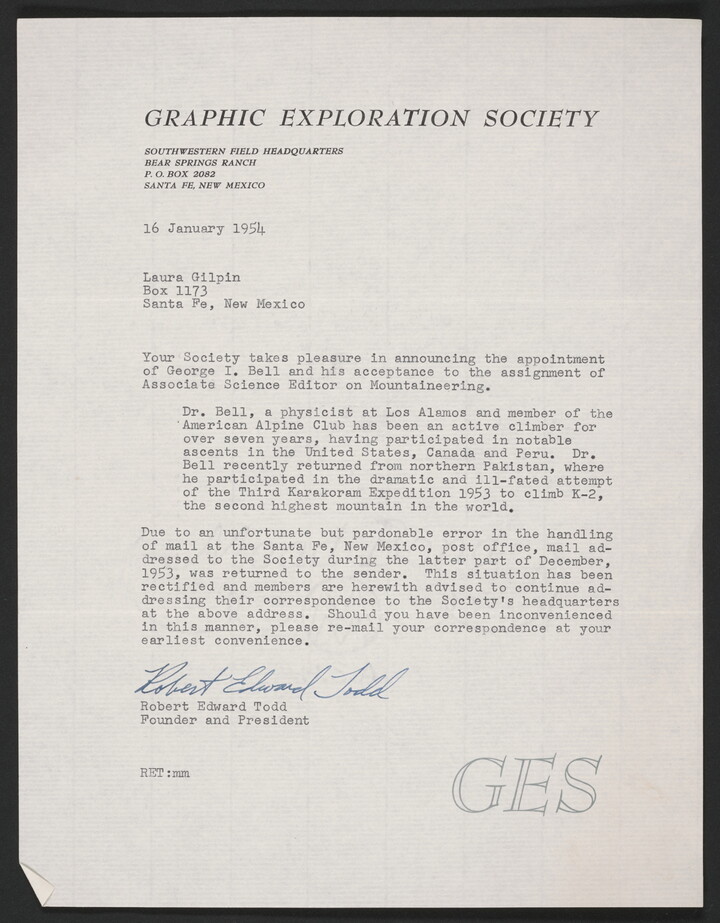 GRAPHIC EXPLORATION SOCIETY
SOUTHWESTERN FIELD HEADQUARTERS
BEAR SPRINGS RANCH
P. O. BOX 2082
SANTA FE, NEW MEXICO
16 January 1954
Laura Gilpin
Box 1173
Santa Fe, New Mexico
Your Society takes pleasure in announcing the appointment
of George I. Bell and his acceptance to the assignment of
Associate Science Editor on Mountaineering.
Dr. Bell, a physicist at Los Alamos and member of the
American Alpine Club has been an active climber for
over seven years, having participated in notable
ascents in the United States, Canada and Peru. Dr.
Bell recently returned from northern Pakistan, where
he participated in the dramatic and ill-fated attempt
of the Third Karakoram Expedition 1953 to climb K-2,
the second highest mountain in the world.
Due to an unfortunate but pardonable error in the handling
of mail at the Santa Fe, New Mexico, post office, mail ad-
dressed to the Society during the latter part of December,
1953, was returned to the sender. This situation has been
rectified and members are herewith advised to continue ad-
dressing their correspondence to the Society's headquarters
at the above address. Should you have been inconvenienced
in this manner, please re-mail your correspondence at your
earliest convenience.
Robert Edward Todd
Robert Edward Todd
Founder and President
RET:mm
GES